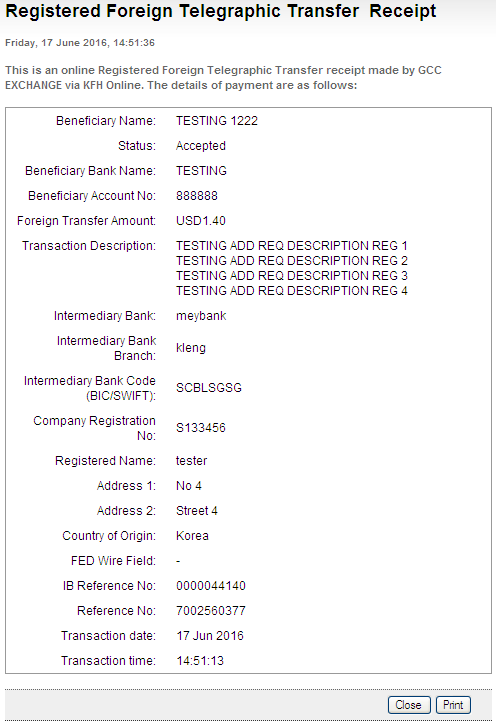 Registered Foreign Telegraphic Transfer Receipt
Friday, 17 June 2016, 14:51:36
This is an online Registered Foreign Telegraphic Transfer receipt made by GCC
EXCHANGE via KFH Online. The details of payment are as follows:
Beneficiary Name: TESTING 1222
Status: Accepted
Beneficiary Bank Name: TESTING
Beneficiary Account No: 888888
Foreign Transfer Amount: USD1.40
Transaction Description: TESTING ADD REQ DESCRIPTION REG 1
TESTING ADD REQ DESCRIPTION REG 2
TESTING ADD REQ DESCRIPTION REG 3
TESTING ADD REQ DESCRIPTION REG 4
Intermediary Bank: meybank
Intermediary Bank
Branch: kleng
Intermediary Bank Code
(BIC/SWIFT): SCBLSGSG
Company Registration
No: S133456
Registered Name: tester
Address 1: No 4
Address 2: Street 4
Country of Origin: Korea
FED Wire Field: -
IB Reference No: 0000044140
Reference No: 7002560377
Transaction date: 17 Jun 2016
Transaction time: 14:51:13
Close Print